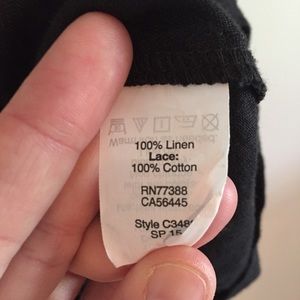 100% Linen
Lace:
100% Cotton
RN77388
CA56445
Style C348
SP 15